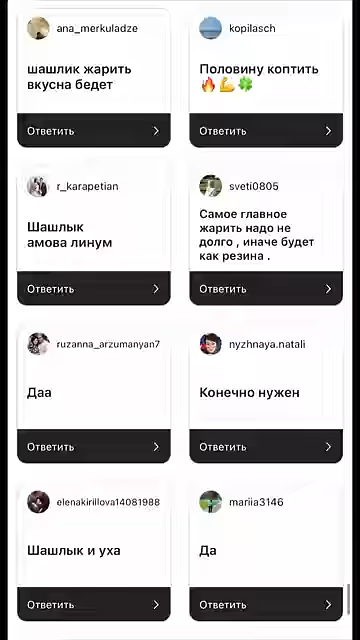 ana_merkuladze
шашлик жарить
вкусна бедет
Ответить
kopilasch
Половину коптить
🔥💪🍀
Ответить
r_karapetian
Шашлык
амова линум
Ответить
sveti0805
Самое главное
жарить надо не
долго , иначе будет
как резина .
Ответить
ruzanna_arzumanyan7
Даа
Ответить
nyzhnaya.natali
Конечно нужен
Ответить
elenakirillova14081988
Шашлык и уха
Ответить
mariia3146
Да
Ответить